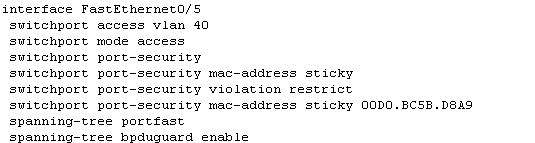 interface FastEthernet0/5
switchport access vlan 40
switchport mode access
switchport port-security
switchport port-security mac-address sticky
switchport port-security violation restrict
switchport port-security mac-address sticky 00D0.BC5B.D8A9
spanning-tree portfast
spanning-tree bpduguard enable